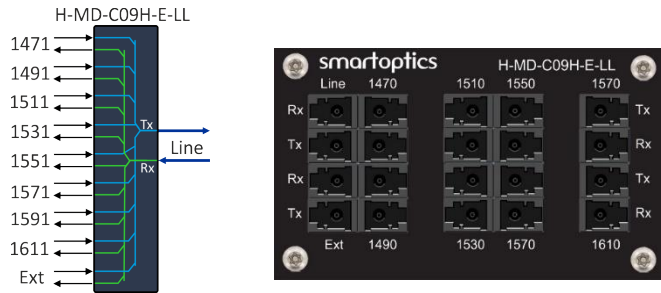 H-MD-C09H-E-LL
1471
1491
1511
1531
1551
1571
1591
1611
Ext
Tx
Line
Rx
smartoptics
H-MD-C09H-E-LL
Line 1470 1510 1550 1570
Rx Tx
Tx Rx
Rx Tx
Tx Rx
Ext 1490 1530 1570 1610